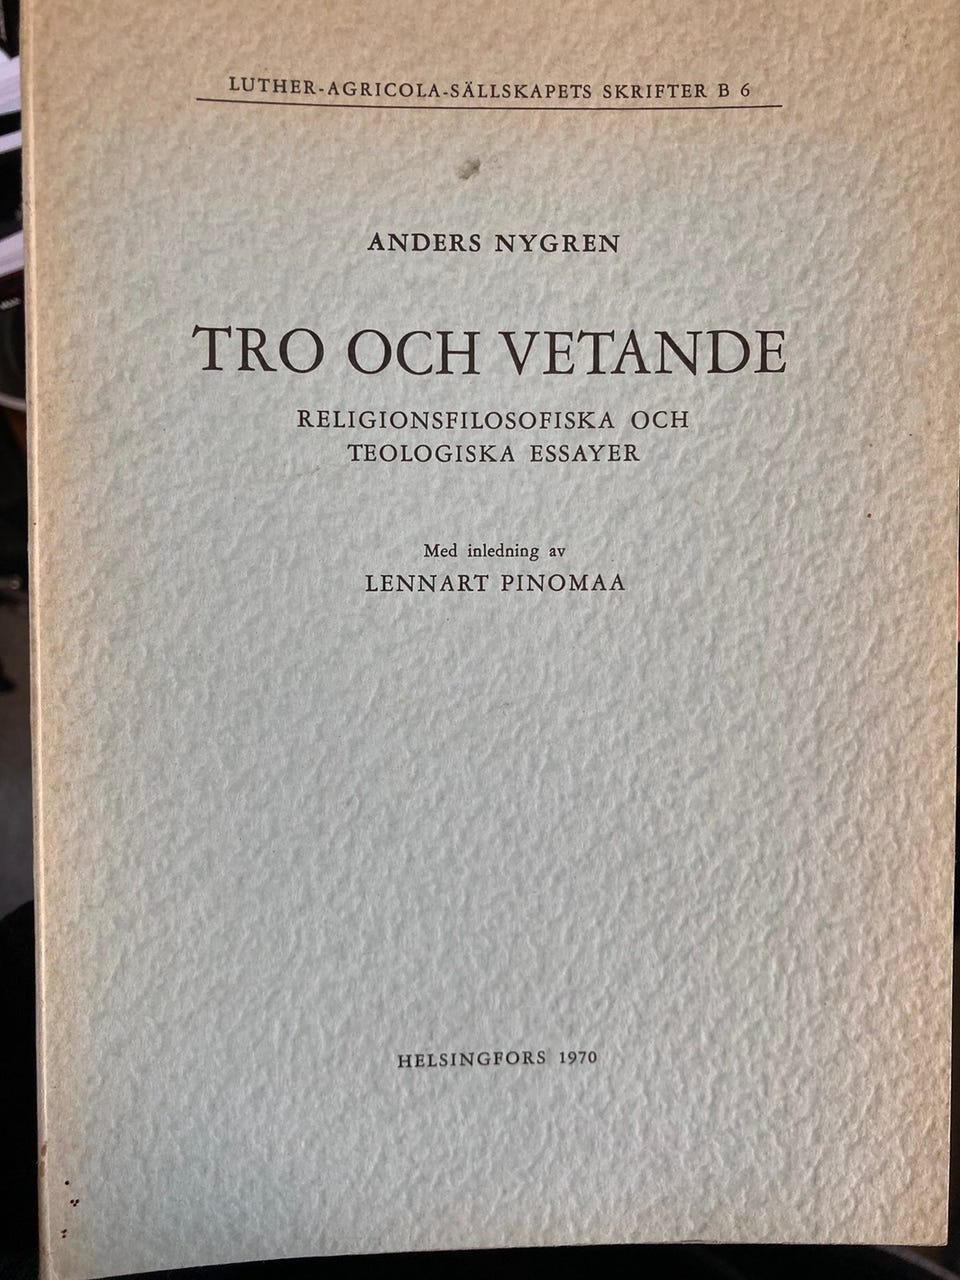 LUTHER-AGRICOLA-SÄLLSKAPETS SKRIFTER B 6
ANDERS NYGREN
TRO OCH VETANDE
RELIGIONSFILOSOFISKA OCH
TEOLOGISKA ESSAYER
Med inledning av
LENNART PINOMAA
HELSINGFORS 1970